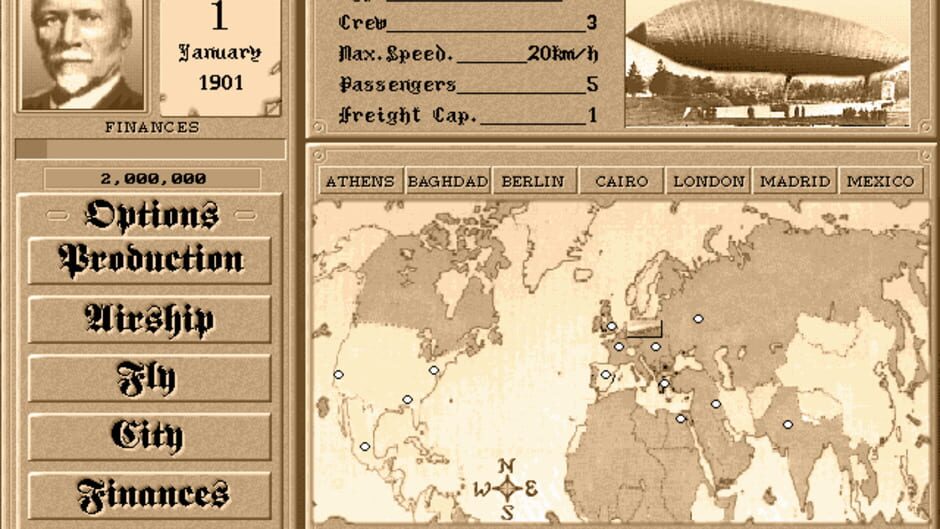 1
January
1901
FINANCES
2,000,000
Options
Production
Airship
Fly
City
Finances
Crew 3
Max.Speed. 20km/h
Passengers 5
Freight Cap. 1
ATHENS BAGHDAD BERLIN CAIRO LONDON MADRID MEXICO
N
W E
S